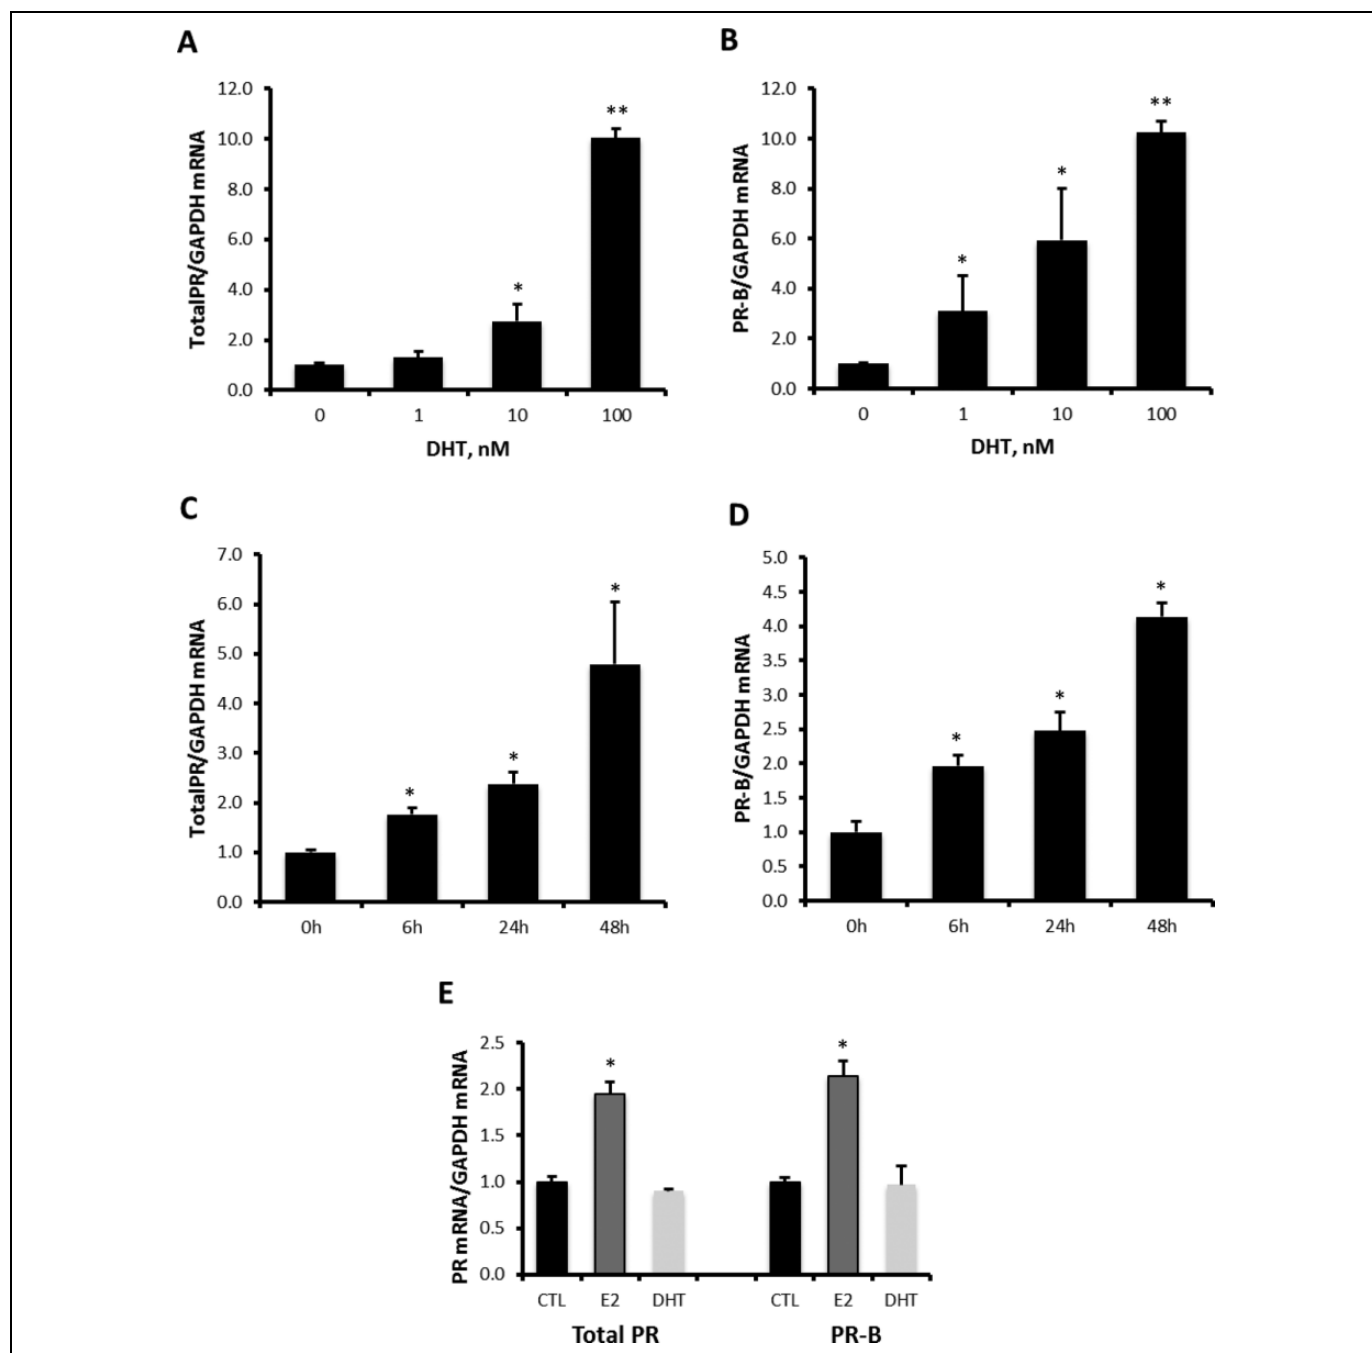 A
TotalPR/GAPDH mRNA
12.0
10.0
8.0
6.0
4.0
2.0
0.0
**
*
0 1 10 100
DHT, nM
B
PR-B/GAPDH mRNA
12.0
10.0
8.0
6.0
4.0
2.0
0.0
**
*
*
0 1 10 100
DHT, nM
C
TotalPR/GAPDH mRNA
7.0
6.0
5.0
4.0
3.0
2.0
1.0
0.0
*
*
*
0h 6h 24h 48h
D
PR-B/GAPDH mRNA
5.0
4.5
4.0
3.5
3.0
2.5
2.0
1.5
1.0
0.5
0.0
*
*
*
0h 6h 24h 48h
E
PR mRNA/GAPDH mRNA
2.5
2.0
1.5
1.0
0.5
0.0
*
*
CTL E2 DHT CTL E2 DHT
Total PR PR-B